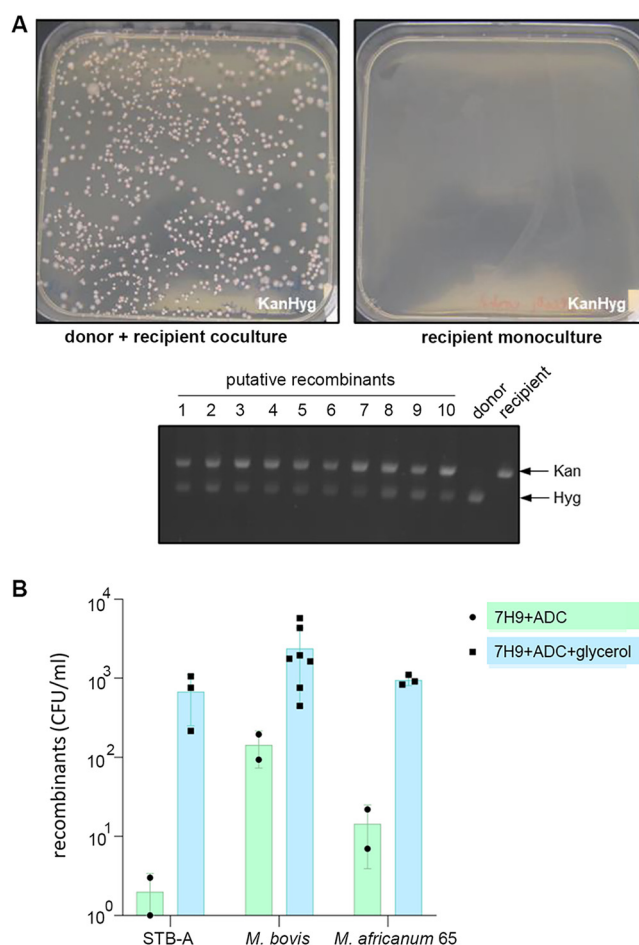 A
KanHyg
KanHyg
donor + recipient coculture
recipient monoculture
putative recombinants
1 2 3 4 5 6 7 8 9 10 donor recipient
Kan
Hyg
B
recombinants (CFU/ml)
10⁴
10³
10²
10¹
10⁰
STB-A
M. bovis
M. africanum 65
7H9+ADC
7H9+ADC+glycerol